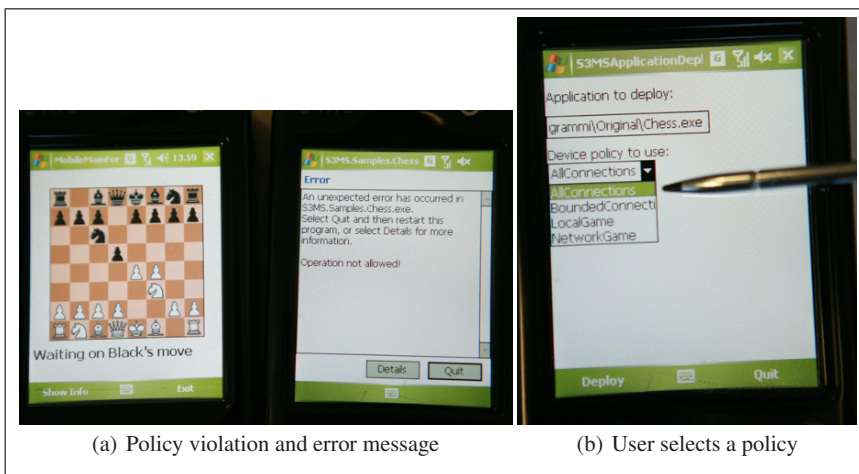 MobileMainFor
13.59
Waiting on Black's move
Show Info
Exit
S3MS.Samples.Chess
Error
An unexpected error has occurred in
S3MS.Samples.Chess.exe.
Select Quit and then restart this
program, or select Details for more
information.
Operation not allowed!
Details
Quit
(a) Policy violation and error message
S3MSApplicationDepl
G
Application to deploy:
grammi\Original\Chess.exe
Device policy to use:
AllConnections
AllConnections
BoundedConnecti
LocalGame
NetworkGame
Deploy
Quit
(b) User selects a policy